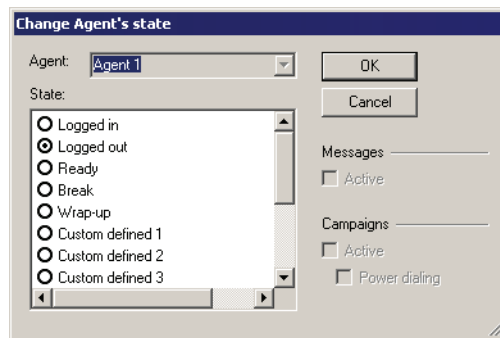 Change Agent's state
Agent: Agent 1
OK
State:
Cancel
Logged in
Logged out
Ready
Break
Wrap-up
Custom defined 1
Custom defined 2
Custom defined 3
Messages
Active
Campaigns
Active
Power dialing